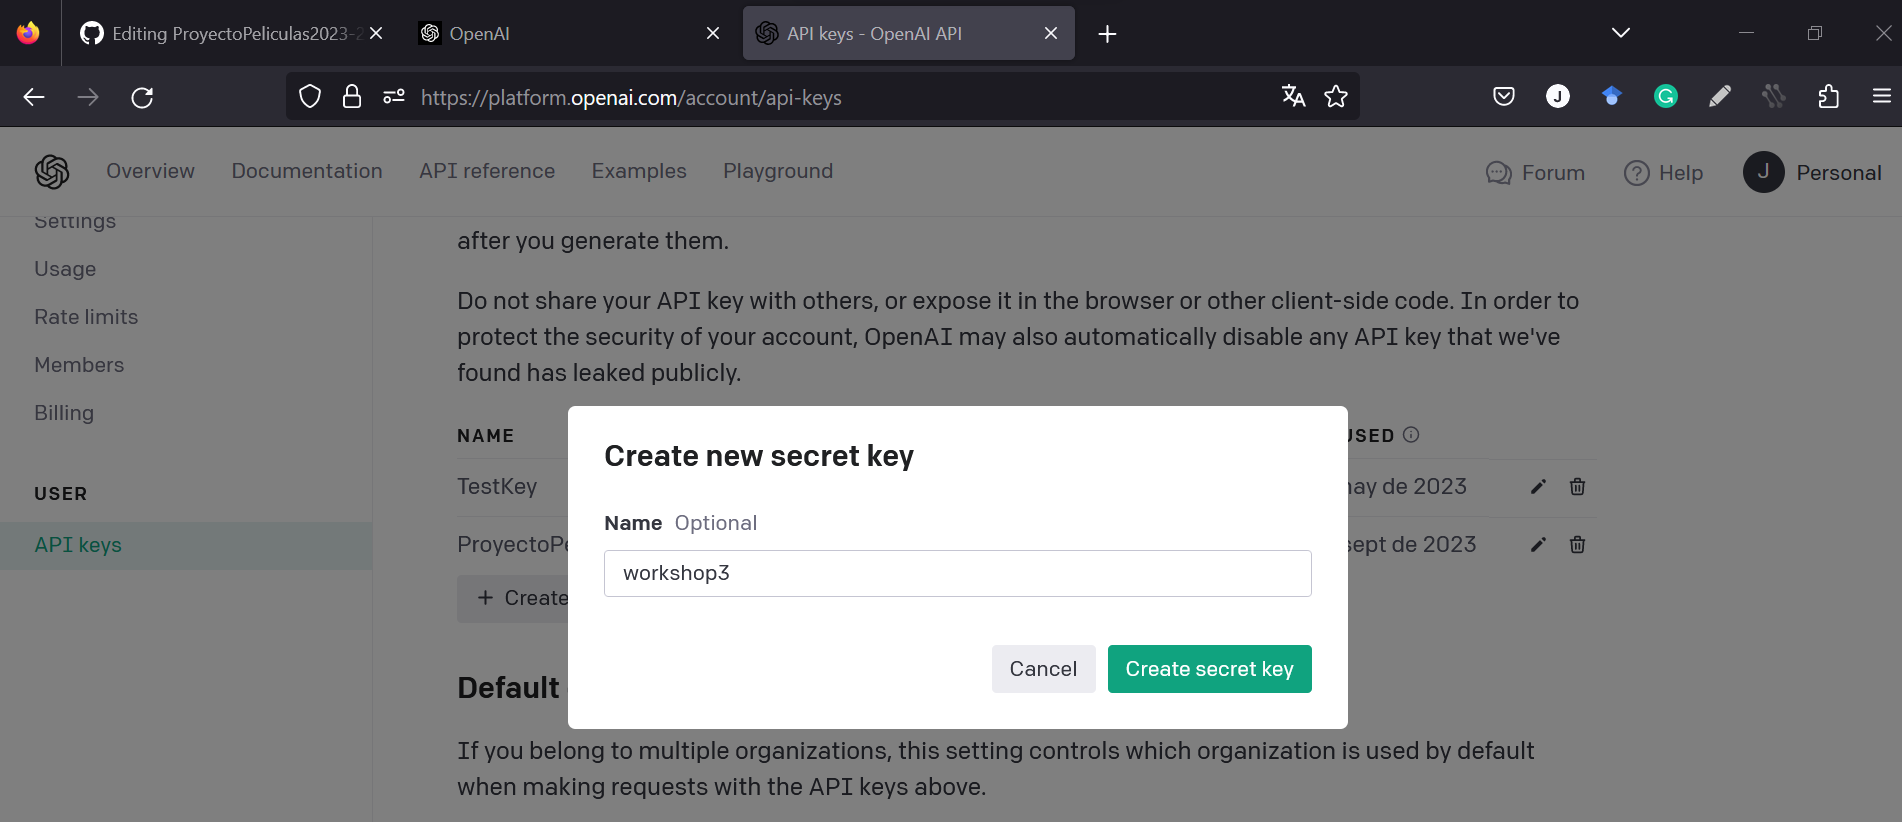 Editing ProyectoPeliculas2023-2
OpenAI
API keys - OpenAI API
https://platform.openai.com/account/api-keys
J
G
Overview
Documentation
API reference
Examples
Playground
Forum
? Help
J
Personal
Settings
Usage
Rate limits
Members
Billing
USER
API keys
after you generate them.
Do not share your API key with others, or expose it in the browser or other client-side code. In order to
protect the security of your account, OpenAI may also automatically disable any API key that we've
found has leaked publicly.
NAME
USED
TestKey
may de 2023
ProyectoPe
sept de 2023
+ Create
Create new secret key
Name Optional
workshop3
Cancel
Create secret key
Default
If you belong to multiple organizations, this setting controls which organization is used by default
when making requests with the API keys above.